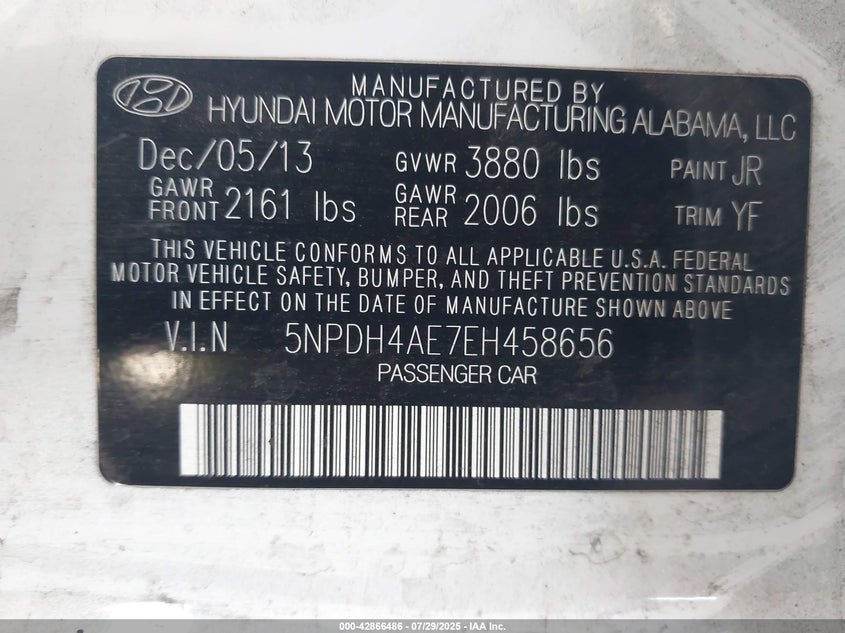 MANUFACTURED BY
HYUNDAI MOTOR MANUFACTURING ALABAMA, LLC
Dec/05/13 GVWR 3880 lbs PAINT JR
GAWR FRONT 2161 lbs GAWR REAR 2006 lbs TRIM YF
THIS VEHICLE CONFORMS TO ALL APPLICABLE U.S.A. FEDERAL
MOTOR VEHICLE SAFETY, BUMPER, AND THEFT PREVENTION STANDARDS
IN EFFECT ON THE DATE OF MANUFACTURE SHOWN ABOVE
V.I.N 5NPDH4AE7EH458656
PASSENGER CAR
000-42866486 - 07/29/2025 - IAA Inc.